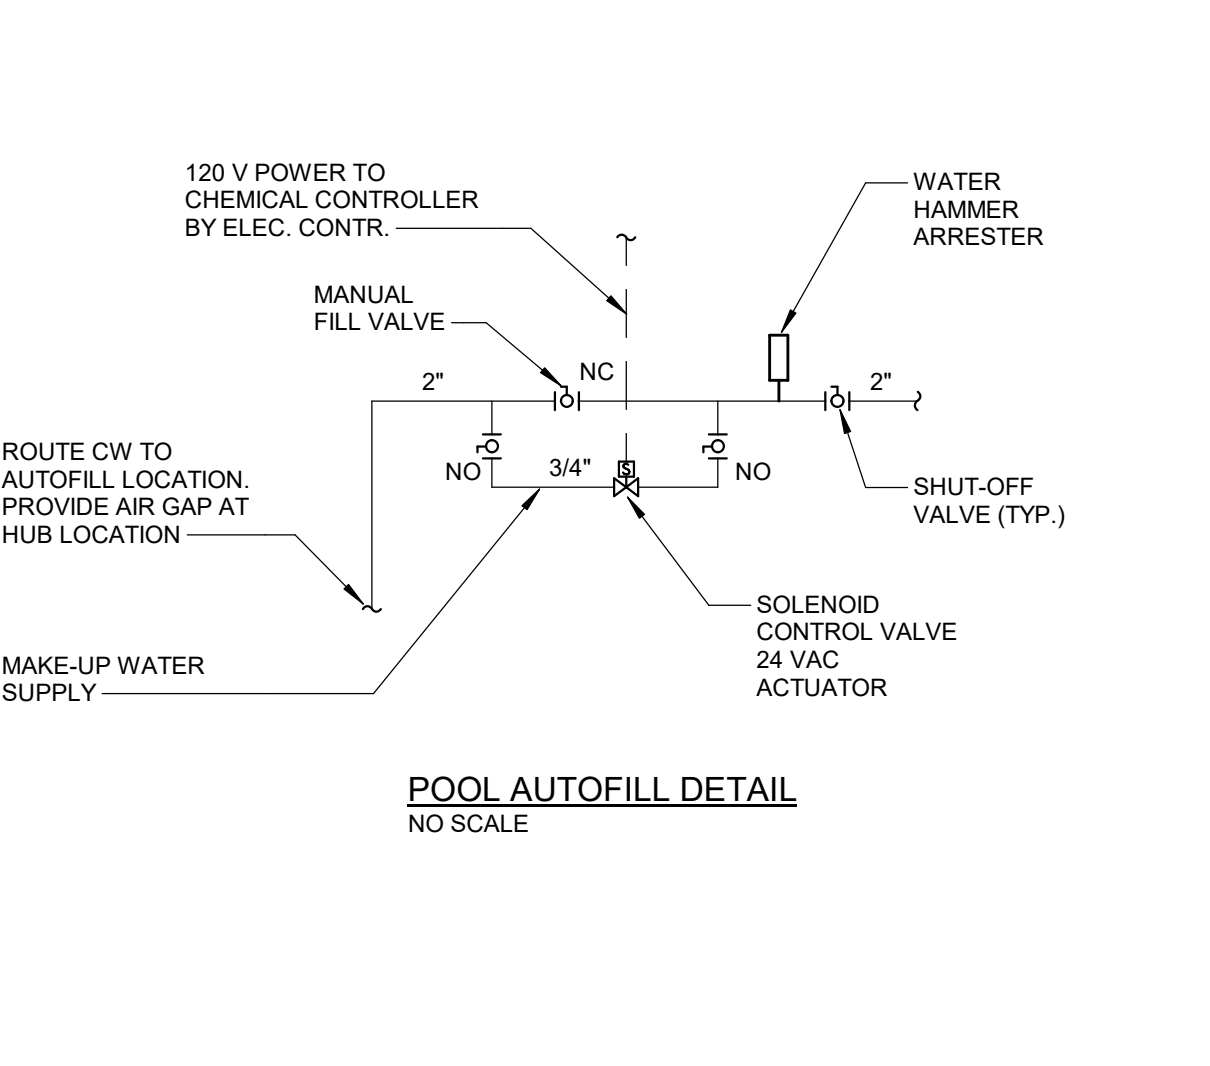 120 V POWER TO
CHEMICAL CONTROLLER
BY ELEC. CONTR.
WATER
HAMMER
ARRESTER
MANUAL
FILL VALVE
NC
2"
2"
ROUTE CW TO
AUTOFILL LOCATION.
PROVIDE AIR GAP AT
HUB LOCATION
NO
3/4"
S
NO
SHUT-OFF
VALVE (TYP.)
SOLENOID
CONTROL VALVE
24 VAC
ACTUATOR
MAKE-UP WATER
SUPPLY
POOL AUTOFILL DETAIL
NO SCALE